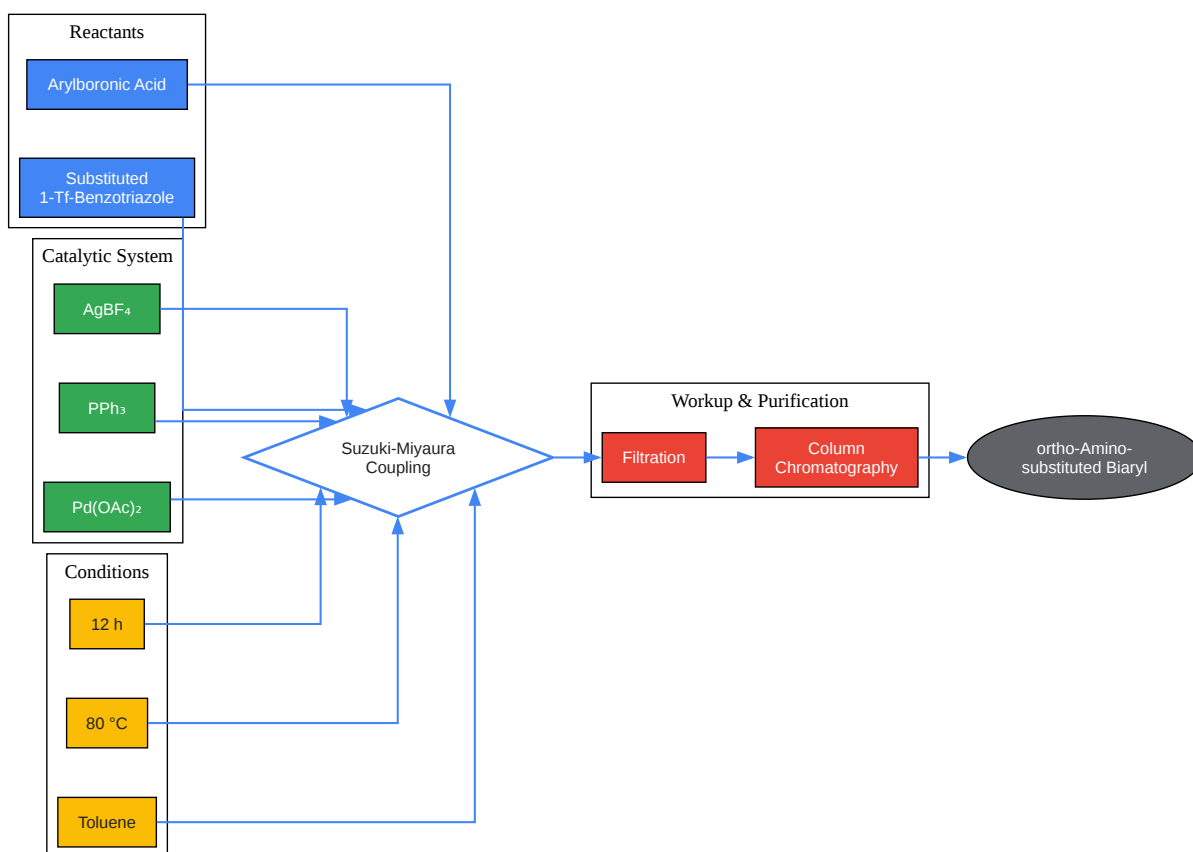 Reactants
Arylboronic Acid
Substituted
1-Tf-Benzotriazole
Catalytic System
AgBF₄
PPh₃
Pd(OAc)₂
Conditions
12 h
80 °C
Toluene
Suzuki-Miyaura
Coupling
Workup & Purification
Filtration
Column
Chromatography
ortho-Amino-
substituted Biaryl